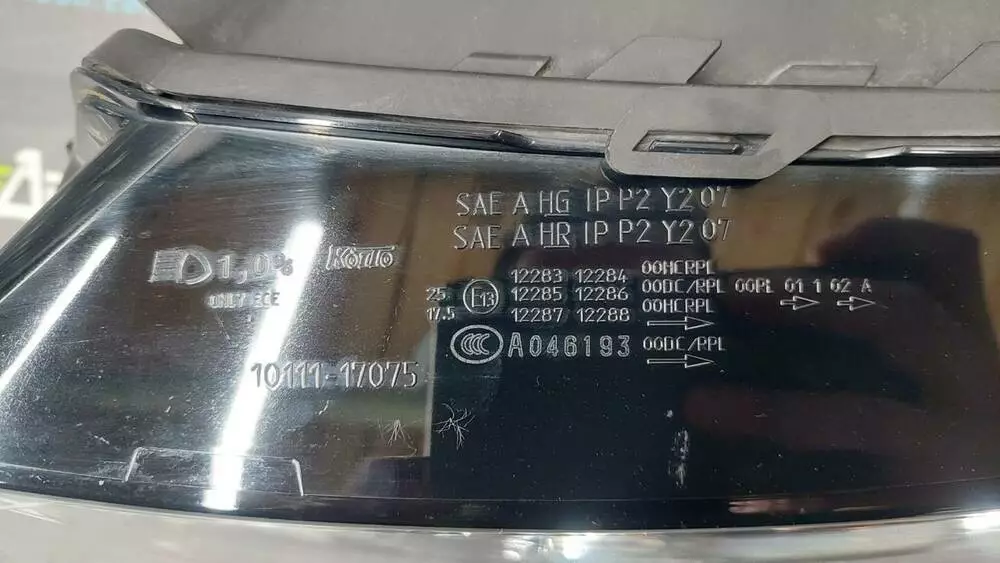 SAE A HG IP P2 Y2 07
SAE A HR IP P2 Y2 07
1,0% KOITO
ONLY ECE
25
17.5
E13
12283 12284 00HCRPL
12285 12286 00DC/RPL 00RL 01 1 02 A
12287 12288 00HCRPL
CCC A046193 00DC/RPL
10111-17075